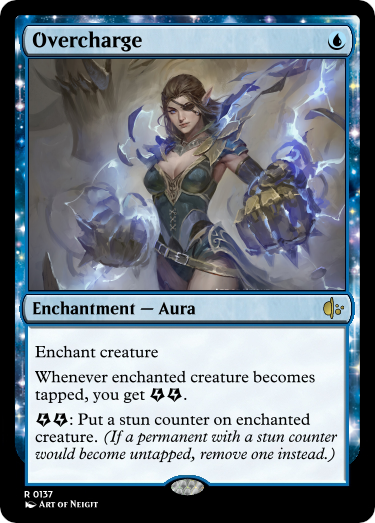 Overcharge
Enchantment — Aura
Enchant creature
Whenever enchanted creature becomes
tapped, you get .
: Put a stun counter on enchanted
creature. (If a permanent with a stun counter
would become untapped, remove one instead.)
R 0137
Art of Neigit